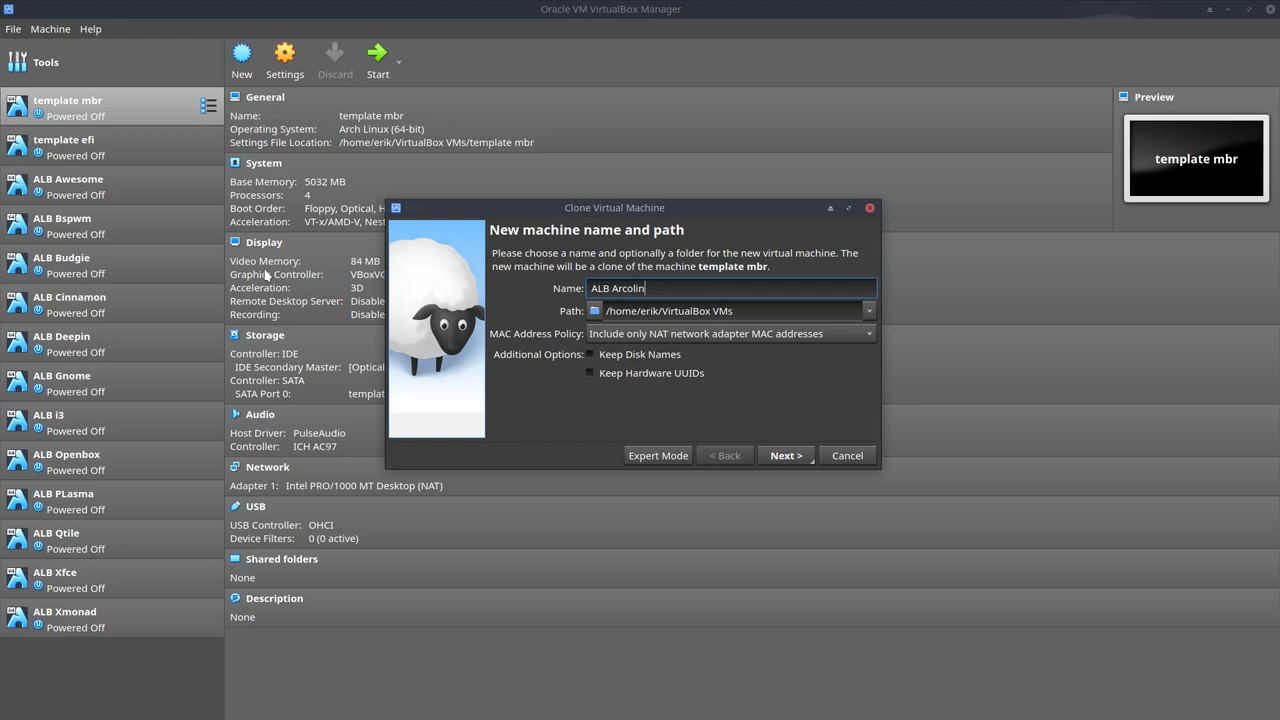 Oracle VM VirtualBox Manager
File Machine Help
Tools
New Settings Discard Start
template mbr
Powered Off
template efi
Powered Off
ALB Awesome
Powered Off
ALB Bspwm
Powered Off
ALB Budgie
Powered Off
ALB Cinnamon
Powered Off
ALB Deepin
Powered Off
ALB Gnome
Powered Off
ALB i3
Powered Off
ALB Openbox
Powered Off
ALB PLasma
Powered Off
ALB Qtile
Powered Off
ALB Xfce
Powered Off
ALB Xmonad
Powered Off
General
Name: template mbr
Operating System: Arch Linux (64-bit)
Settings File Location: /home/erik/VirtualBox VMs/template mbr
System
Base Memory: 5032 MB
Processors: 4
Boot Order: Floppy, Optical,
Acceleration: VT-x/AMD-V,
Display
Video Memory: 84 MB
Graphics Controller:
Acceleration: 3D
Remote Desktop Server:
Recording:
Storage
Controller: IDE
IDE Secondary Master:
Controller: SATA
SATA Port 0:
Audio
Host Driver: PulseAudio
Controller: ICH AC97
Network
Adapter 1: Intel PRO/1000 MT Desktop (NAT)
USB
USB Controller: OHCI
Device Filters: 0 (0 active)
Shared folders
None
Description
None
Preview
template mbr
Clone Virtual Machine
New machine name and path
Please choose a name and optionally a folder for the new virtual machine. The
new machine will be a clone of the machine template mbr.
Name: ALB Arcolin
Path: /home/erik/VirtualBox VMs
MAC Address Policy: Include only NAT network adapter MAC addresses
Additional Options: Keep Disk Names
Keep Hardware UUIDs
Expert Mode < Back Next > Cancel